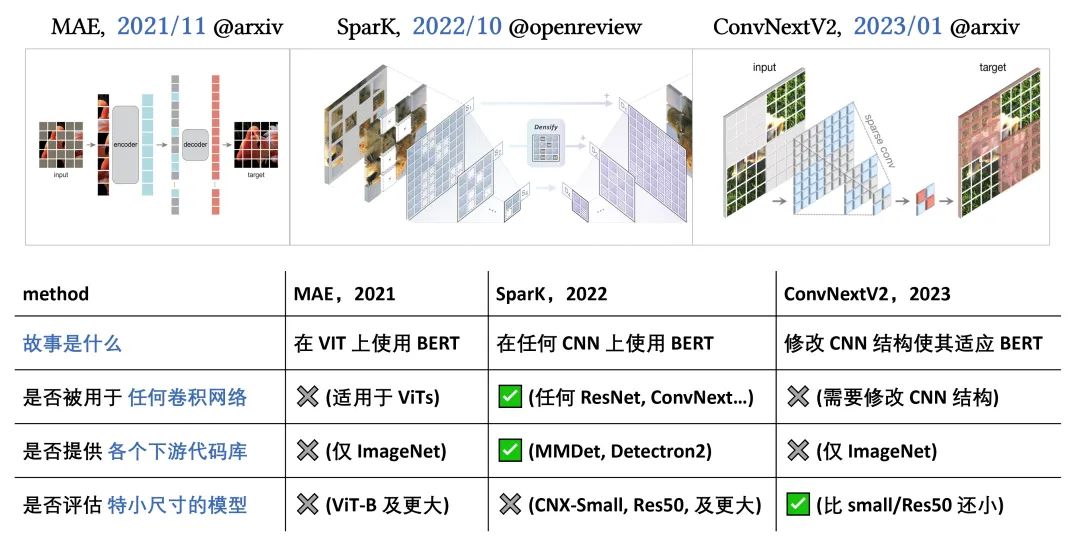 MAE, 2021/11 @arxiv
SparK, 2022/10 @openreview
ConvNextV2, 2023/01 @arxiv
input
encoder
decoder
target
S₁
S₂
S₄
Densify
D₁
D₂
D₄
input
sparse conv
target
method MAE，2021 SparK，2022 ConvNextV2，2023
故事是什么 在 VIT 上使用 BERT 在任何 CNN 上使用 BERT 修改 CNN 结构使其适应 BERT
是否被用于 任何卷积网络 ❌ (适用于 ViTs) ✅ (任何 ResNet, ConvNext...) ❌ (需要修改 CNN 结构)
是否提供 各个下游代码库 ❌ (仅 ImageNet) ✅ (MMDet, Detectron2) ❌ (仅 ImageNet)
是否评估 特小尺寸的模型 ❌ (ViT-B 及更大) ❌ (CNX-Small, Res50, 及更大) ✅ (比 small/Res50 还小)